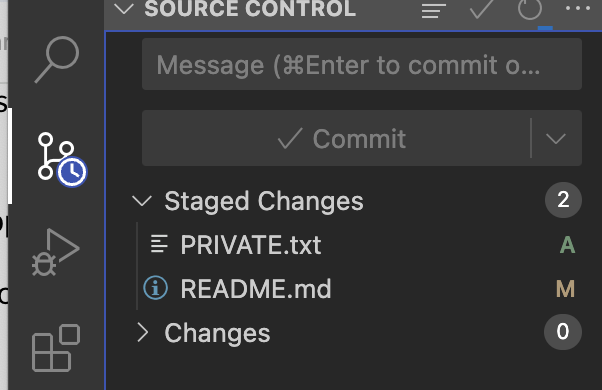 SOURCE CONTROL
Message (⌘Enter to commit o...
Commit
Staged Changes 2
PRIVATE.txt A
README.md M
Changes 0